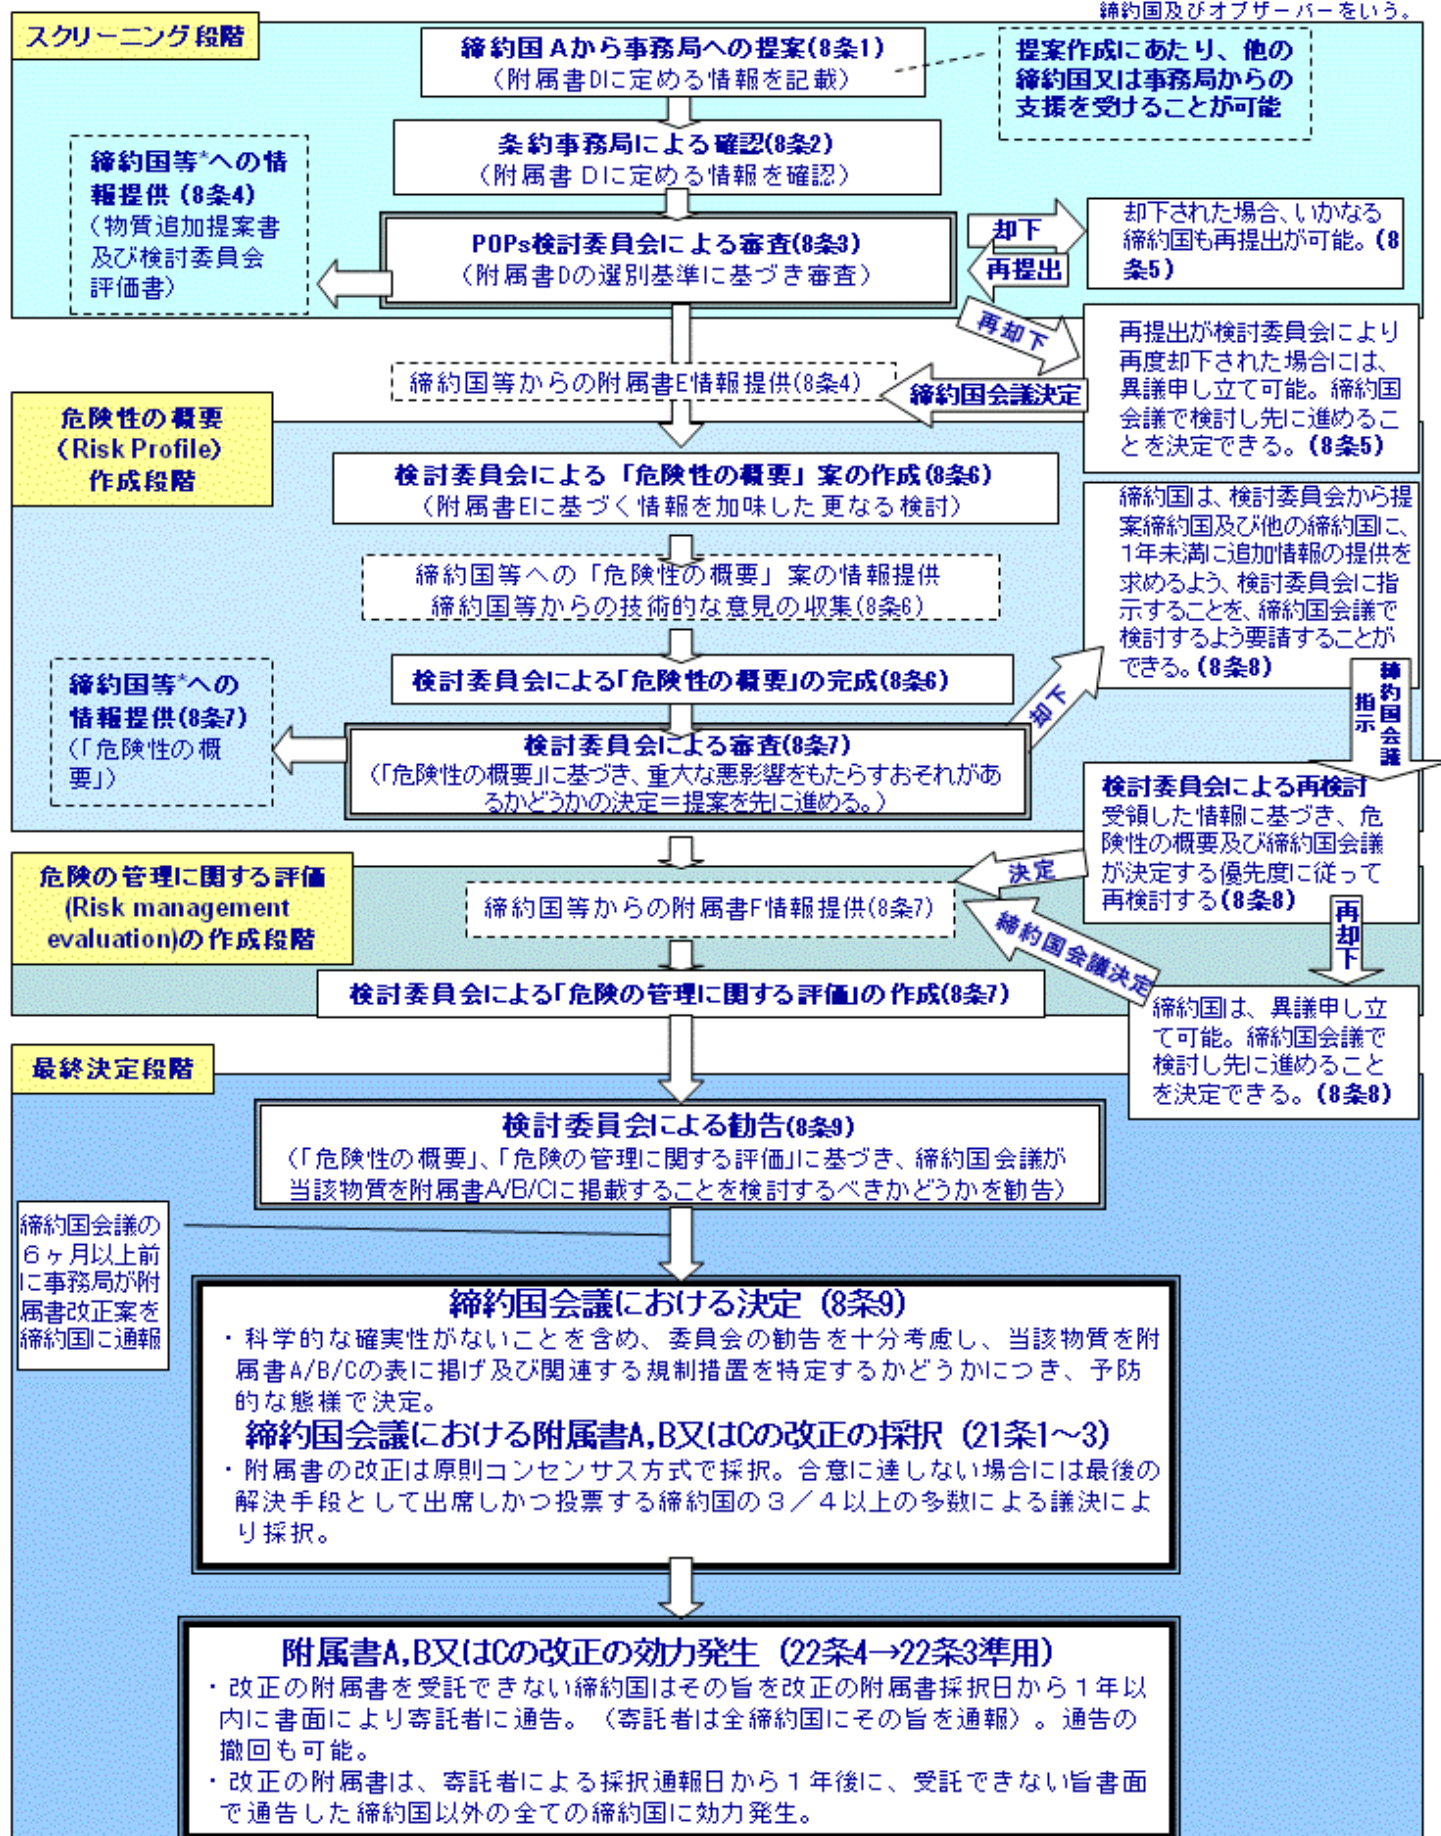 締約国及びオブザーバーをいう。
スクリーニング段階
締約国Aから事務局への提案(8条1)
(附属書Dに定める情報を記載)
提案作成にあたり、他の
締約国又は事務局からの
支援を受けることが可能
条約事務局による確認(8条2)
(附属書Dに定める情報を確認)
締約国等*への情
報提供(8条4)
(物質追加提案書
及び検討委員会
評価書)
POPs検討委員会による審査(8条3)
(附属書Dの選別基準に基づき審査)
却下
再提出
却下された場合、いかなる
締約国も再提出が可能。(8
条5)
再却下
再提出が検討委員会により
再度却下された場合には、
異議申し立て可能。締約国
会議で検討し先に進めるこ
とを決定できる。(8条5)
締約国等からの附属書E情報提供(8条4)
締約国会議決定
危険性の概要
(Risk Profile)
作成段階
検討委員会による「危険性の概要」案の作成(8条6)
(附属書Eに基づく情報を加味した更なる検討)
締約国等への「危険性の概要」案の情報提供
締約国等からの技術的な意見の収集(8条6)
締約国は、検討委員会から提
案締約国及び他の締約国に、
1年未満に追加情報の提供を
求めるよう、検討委員会に指
示することを、締約国会議で
検討するよう要請することが
できる。(8条8)
検討委員会による「危険性の概要」の完成(8条6)
却下
締約国会議
指示
締約国等*への
情報提供(8条7)
(「危険性の概
要」)
検討委員会による審査(8条7)
(「危険性の概要」に基づき、重大な悪影響をもたらすおそれがあ
るかどうかの決定=提案を先に進める。)
検討委員会による再検討
受領した情報に基づき、危
険性の概要及び締約国会議
が決定する優先度に従って
再検討する(8条8)
決定
再却下
危険の管理に関する評価
(Risk management
evaluation)の作成段階
締約国等からの附属書F情報提供(8条7)
締約国会議決定
検討委員会による「危険の管理に関する評価」の作成(8条7)
締約国は、異議申し立
て可能。締約国会議で
検討し先に進めること
を決定できる。(8条8)
最終決定段階
検討委員会による勧告(8条9)
(「危険性の概要」、「危険の管理に関する評価」に基づき、締約国会議が
当該物質を附属書A/B/Cに掲載することを検討するべきかどうかを勧告)
締約国会議の
6ヶ月以上前
に事務局が附
属書改正案を
締約国に通報
締約国会議における決定(8条9)
・科学的な確実性がないことを含め、委員会の勧告を十分考慮し、当該物質を附
属書A/B/Cの表に掲げ及び関連する規制措置を特定するかどうかにつき、予防
的な態様で決定。
締約国会議における附属書A,B又はCの改正の採択(21条1~3)
・附属書の改正は原則コンセンサス方式で採択。合意に達しない場合には最後の
解決手段として出席しかつ投票する締約国の3/4以上の多数による議決によ
り採択。
附属書A,B又はCの改正の効力発生(22条4→22条3準用)
・改正の附属書を受託できない締約国はその旨を改正の附属書採択日から1年以
内に書面により寄託者に通告。(寄託者は全締約国にその旨を通報)。通告の
撤回も可能。
・改正の附属書は、寄託者による採択通報日から1年後に、受託できない旨書面
で通告した締約国以外の全ての締約国に効力発生。